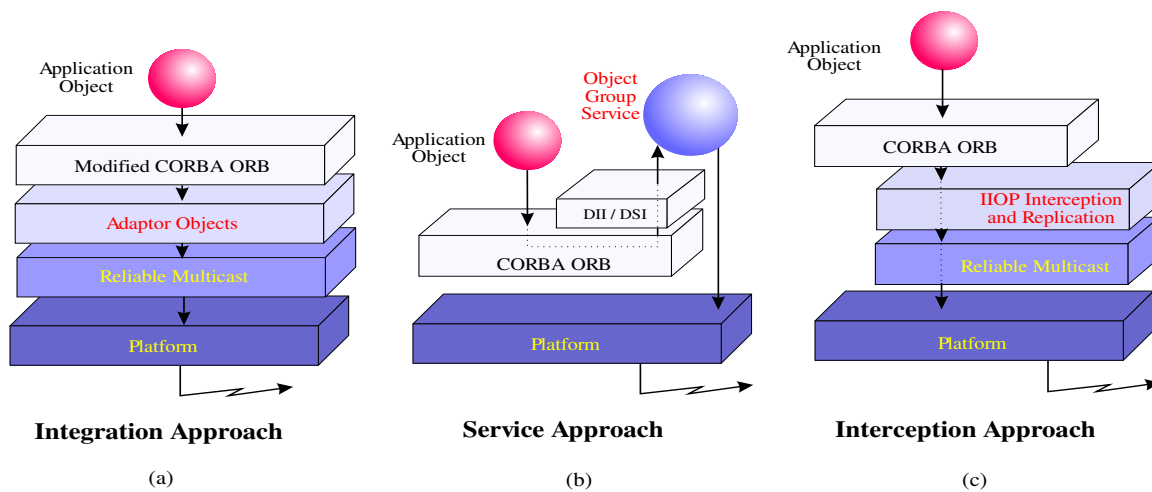 Application
Object
Modified CORBA ORB
Adaptor Objects
Reliable Multicast
Platform
Integration Approach
(a)
Object
Group
Service
Application
Object
DII / DSI
CORBA ORB
Platform
Service Approach
(b)
Application
Object
CORBA ORB
IIOP Interception
and Replication
Reliable Multicast
Platform
Interception Approach
(c)